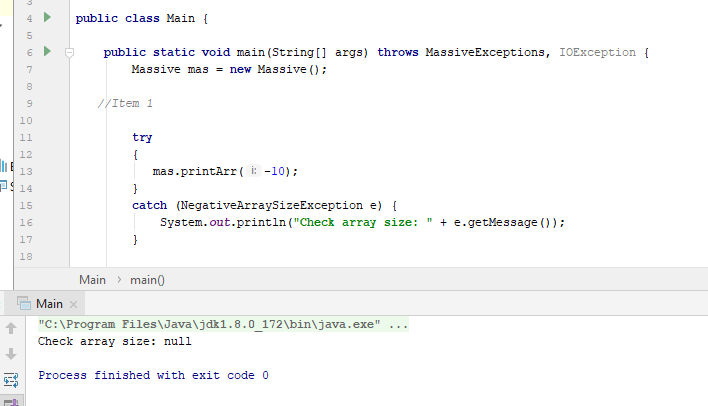 3
4 public class Main {
5
6 public static void main(String[] args) throws MassiveExceptions, IOException {
7 Massive mas = new Massive();
8
9 //Item 1
10
11 try
12 {
13 mas.printArr( i: -10);
14 }
15 catch (NegativeArraySizeException e) {
16 System.out.println("Check array size: " + e.getMessage());
17 }
18
Main > main()
Main ×
"C:\Program Files\Java\jdk1.8.0_172\bin\java.exe" ...
Check array size: null
Process finished with exit code 0